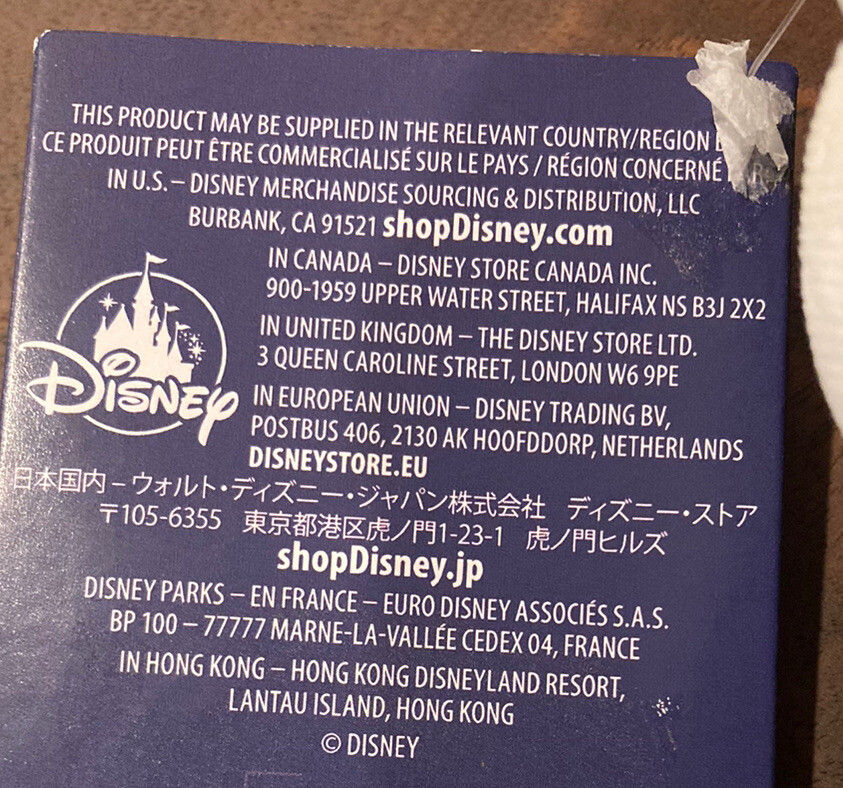 THIS PRODUCT MAY BE SUPPLIED IN THE RELEVANT COUNTRY/REGION
CE PRODUIT PEUT ÊTRE COMMERCIALISÉ SUR LE PAYS / RÉGION CONCERNÉ
IN U.S. – DISNEY MERCHANDISE SOURCING & DISTRIBUTION, LLC
BURBANK, CA 91521 shopDisney.com
IN CANADA – DISNEY STORE CANADA INC.
900-1959 UPPER WATER STREET, HALIFAX NS B3J 2X2
IN UNITED KINGDOM – THE DISNEY STORE LTD.
3 QUEEN CAROLINE STREET, LONDON W6 9PE
DISNEY
IN EUROPEAN UNION – DISNEY TRADING BV,
POSTBUS 406, 2130 AK HOOFDDORP, NETHERLANDS
DISNEYSTORE.EU
日本国内 – ウォルト・ディズニー・ジャパン株式会社 ディズニー・ストア
〒105-6355 東京都港区虎ノ門1-23-1 虎ノ門ヒルズ
shopDisney.jp
DISNEY PARKS – EN FRANCE – EURO DISNEY ASSOCIÉS S.A.S.
BP 100 – 77777 MARNE-LA-VALLÉE CEDEX 04, FRANCE
IN HONG KONG – HONG KONG DISNEYLAND RESORT,
LANTAU ISLAND, HONG KONG
© DISNEY